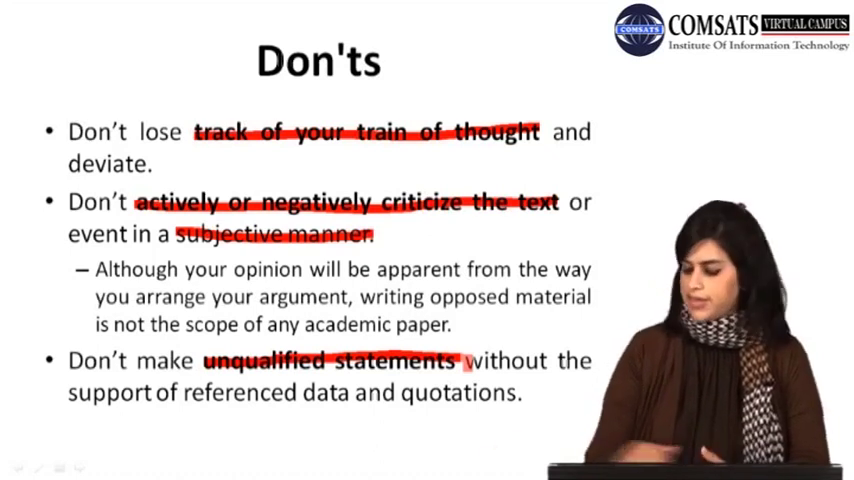 COMSATS VIRTUAL CAMPUS
COMSATS
Institute Of Information Technology
Don'ts
• Don't lose track of your train of thought and
deviate.
• Don't actively or negatively criticize the text or
event in a subjective manner.
– Although your opinion will be apparent from the way
you arrange your argument, writing opposed material
is not the scope of any academic paper.
• Don't make unqualified statements without the
support of referenced data and quotations.